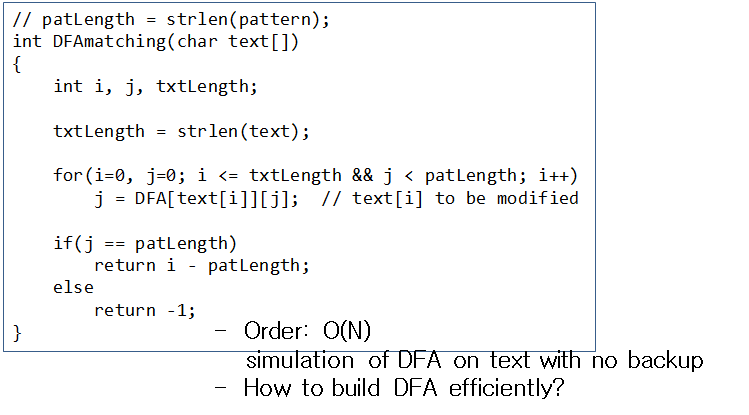 // patLength = strlen(pattern);
int DFAmatching(char text[])
{
    int i, j, txtLength;

    txtLength = strlen(text);

    for(i=0, j=0; i <= txtLength && j < patLength; i++)
        j = DFA[text[i]][j];  // text[i] to be modified

    if(j == patLength)
        return i - patLength;
    else
        return -1;
}
- Order: O(N)
simulation of DFA on text with no backup
- How to build DFA efficiently?